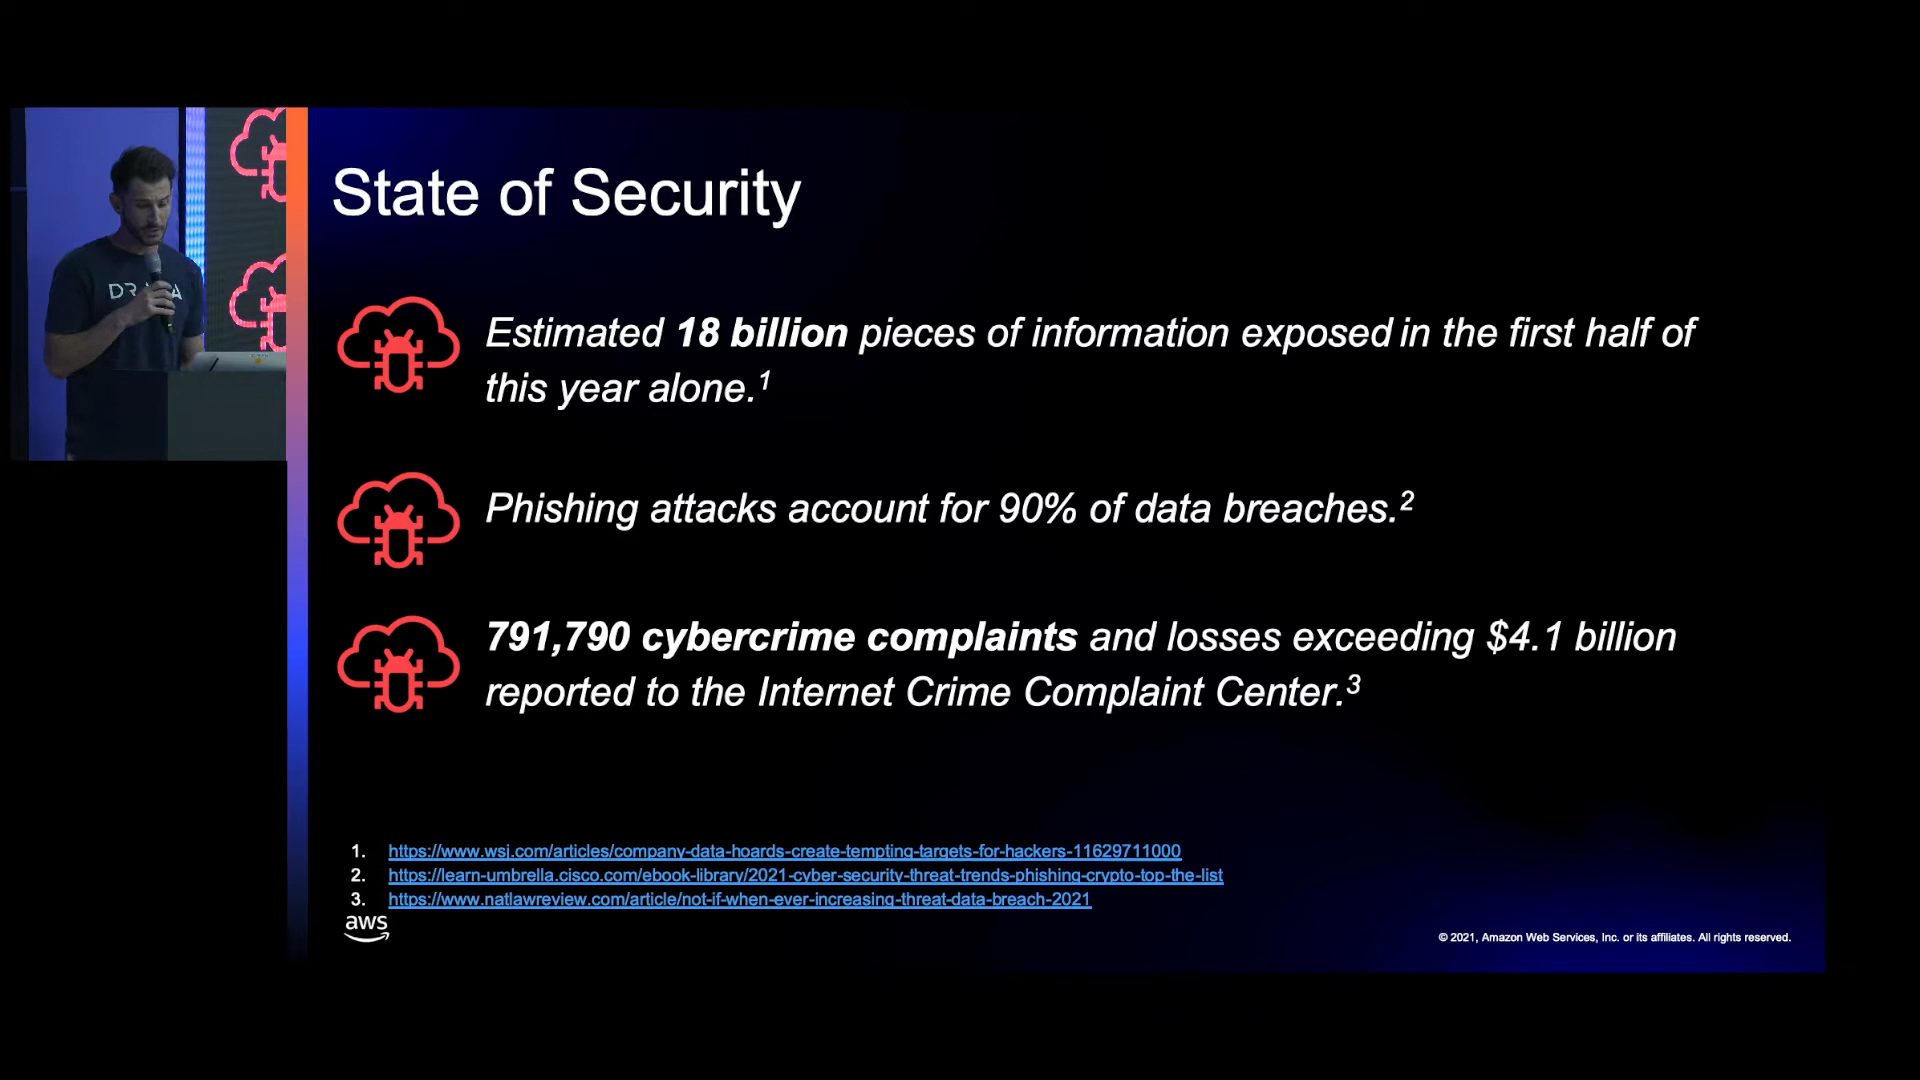 State of Security
Estimated 18 billion pieces of information exposed in the first half of
this year alone.1
Phishing attacks account for 90% of data breaches.2
791,790 cybercrime complaints and losses exceeding $4.1 billion
reported to the Internet Crime Complaint Center.3
1. https://www.wsj.com/articles/company-data-hoards-create-tempting-targets-for-hackers-11629711000
2. https://learn-umbrella.cisco.com/ebook-library/2021-cyber-security-threat-trends-phishing-crypto-top-the-list
3. https://www.natlawreview.com/article/not-if-when-ever-increasing-threat-data-breach-2021
aws
© 2021, Amazon Web Services, Inc. or its affiliates. All rights reserved.